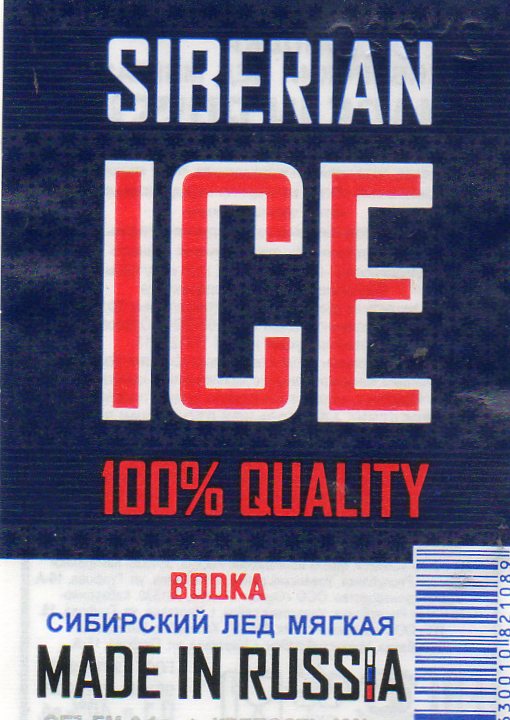 SIBERIAN
ICE
100% QUALITY
ВОДКА
СИБИРСКИЙ ЛЕД МЯГКАЯ
MADE IN RUSSIA